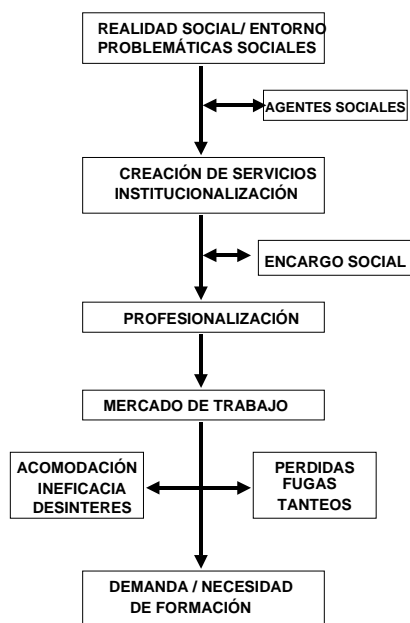 REALIDAD SOCIAL/ ENTORNO
PROBLEMÁTICAS SOCIALES
AGENTES SOCIALES
CREACIÓN DE SERVICIOS
INSTITUCIONALIZACIÓN
ENCARGO SOCIAL
PROFESIONALIZACIÓN
MERCADO DE TRABAJO
ACOMODACIÓN
INEFICACIA
DESINTERES
PERDIDAS
FUGAS
TANTEOS
DEMANDA / NECESIDAD
DE FORMACIÓN